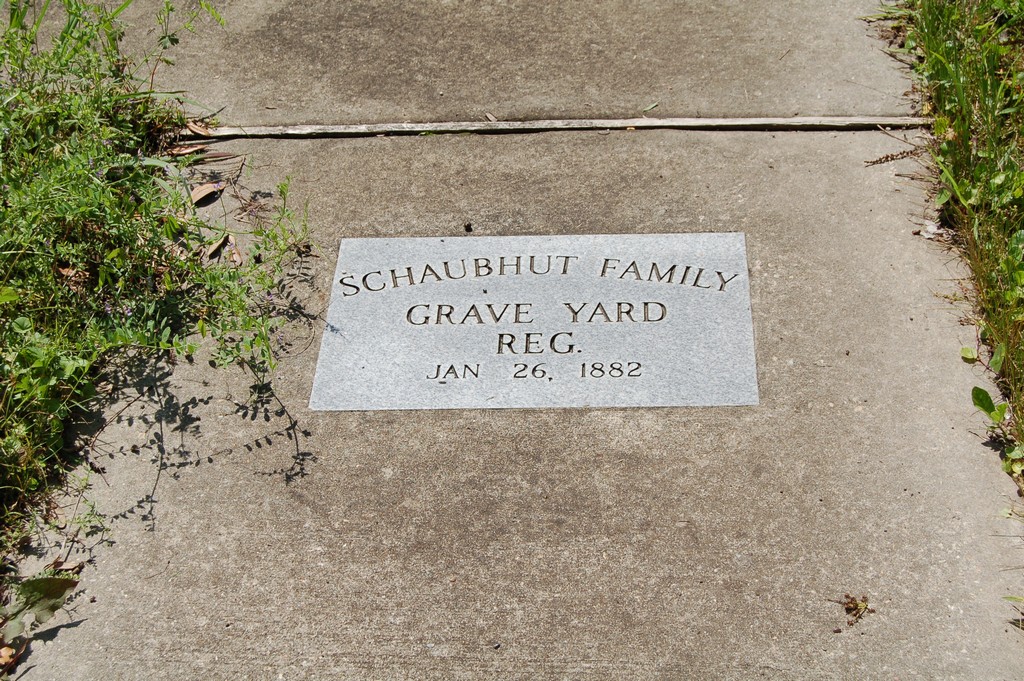 SCHAUBHUT FAMILY
GRAVE YARD
REG.
JAN 26, 1882